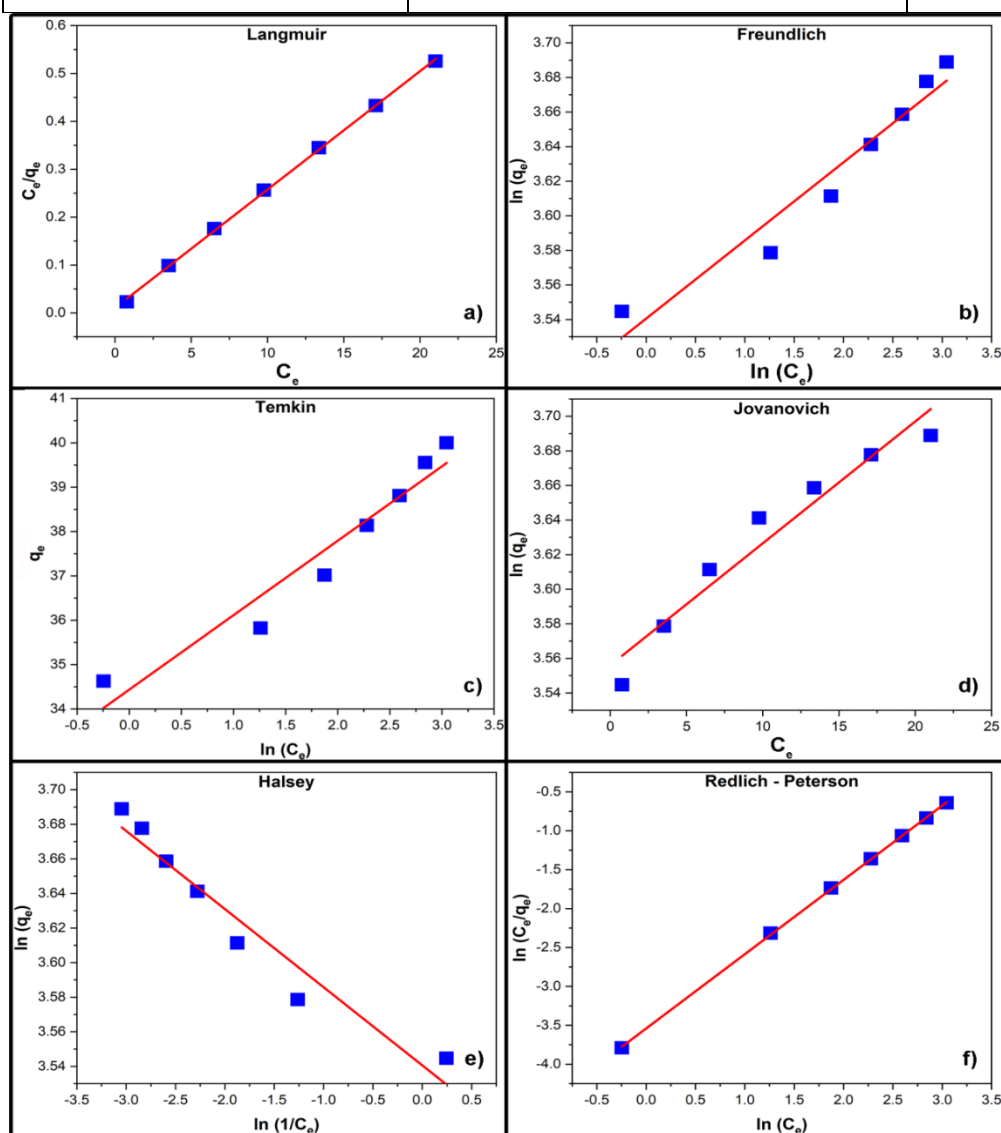 Langmuir
0.6
0.5
0.4
0.3
0.2
0.1
0.0
Cₑ/qₑ
0 5 10 15 20 25
Cₑ
a)
Freundlich
3.70
3.68
3.66
3.64
3.62
3.60
3.58
3.56
3.54
ln (qₑ)
-0.5 0.0 0.5 1.0 1.5 2.0 2.5 3.0 3.5
ln (Cₑ)
b)
Temkin
41
40
39
38
37
36
35
34
qₑ
-0.5 0.0 0.5 1.0 1.5 2.0 2.5 3.0 3.5
ln (Cₑ)
c)
Jovanovich
3.70
3.68
3.66
3.64
3.62
3.60
3.58
3.56
3.54
ln (qₑ)
0 5 10 15 20 25
Cₑ
d)
Halsey
3.70
3.68
3.66
3.64
3.62
3.60
3.58
3.56
3.54
ln (qₑ)
-3.5 -3.0 -2.5 -2.0 -1.5 -1.0 -0.5 0.0 0.5
ln (1/Cₑ)
e)
Redlich - Peterson
-0.5
-1.0
-1.5
-2.0
-2.5
-3.0
-3.5
-4.0
ln (Cₑ/qₑ)
-0.5 0.0 0.5 1.0 1.5 2.0 2.5 3.0 3.5
ln (Cₑ)
f)